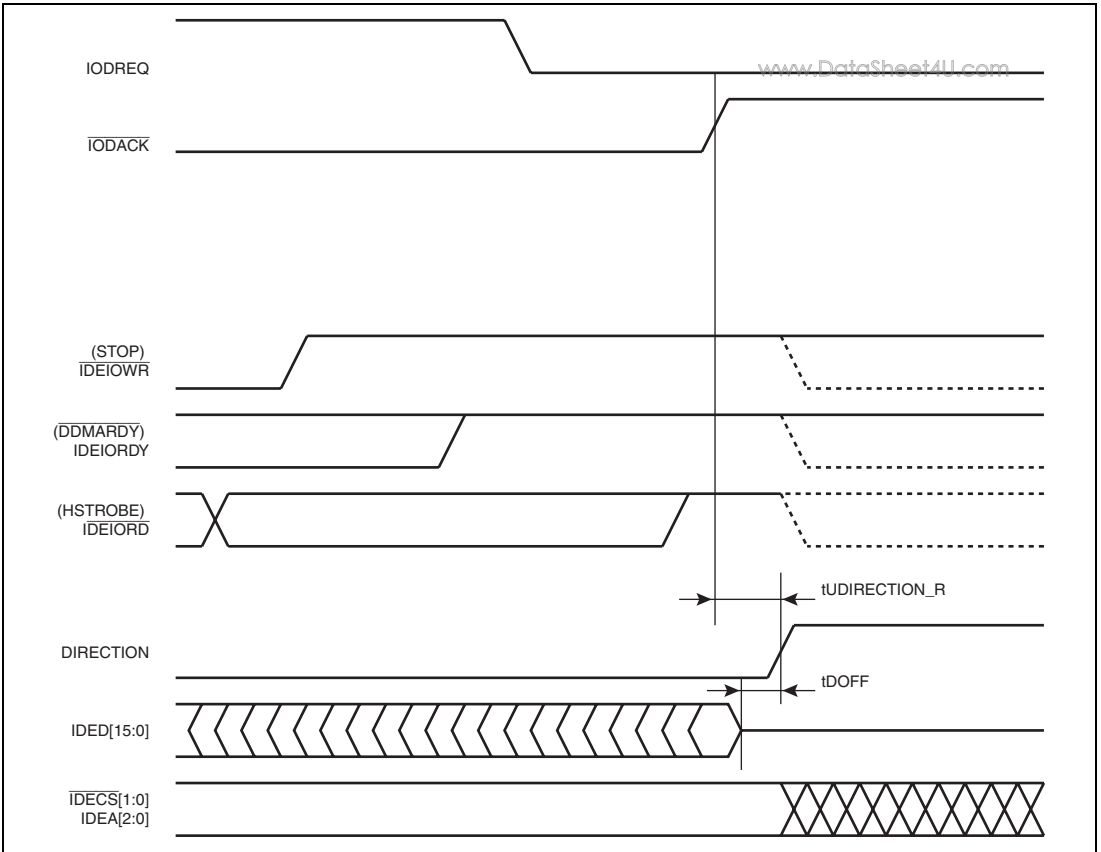 IODREQ
www.DataSheet4U.com
IODACK
(STOP)
IDEIOWR
(DDMARDY)
IDEIORDY
(HSTROBE)
IDEIORD
tUDIRECTION_R
DIRECTION
tDOFF
IDED[15:0]
IDECS[1:0]
IDEA[2:0]